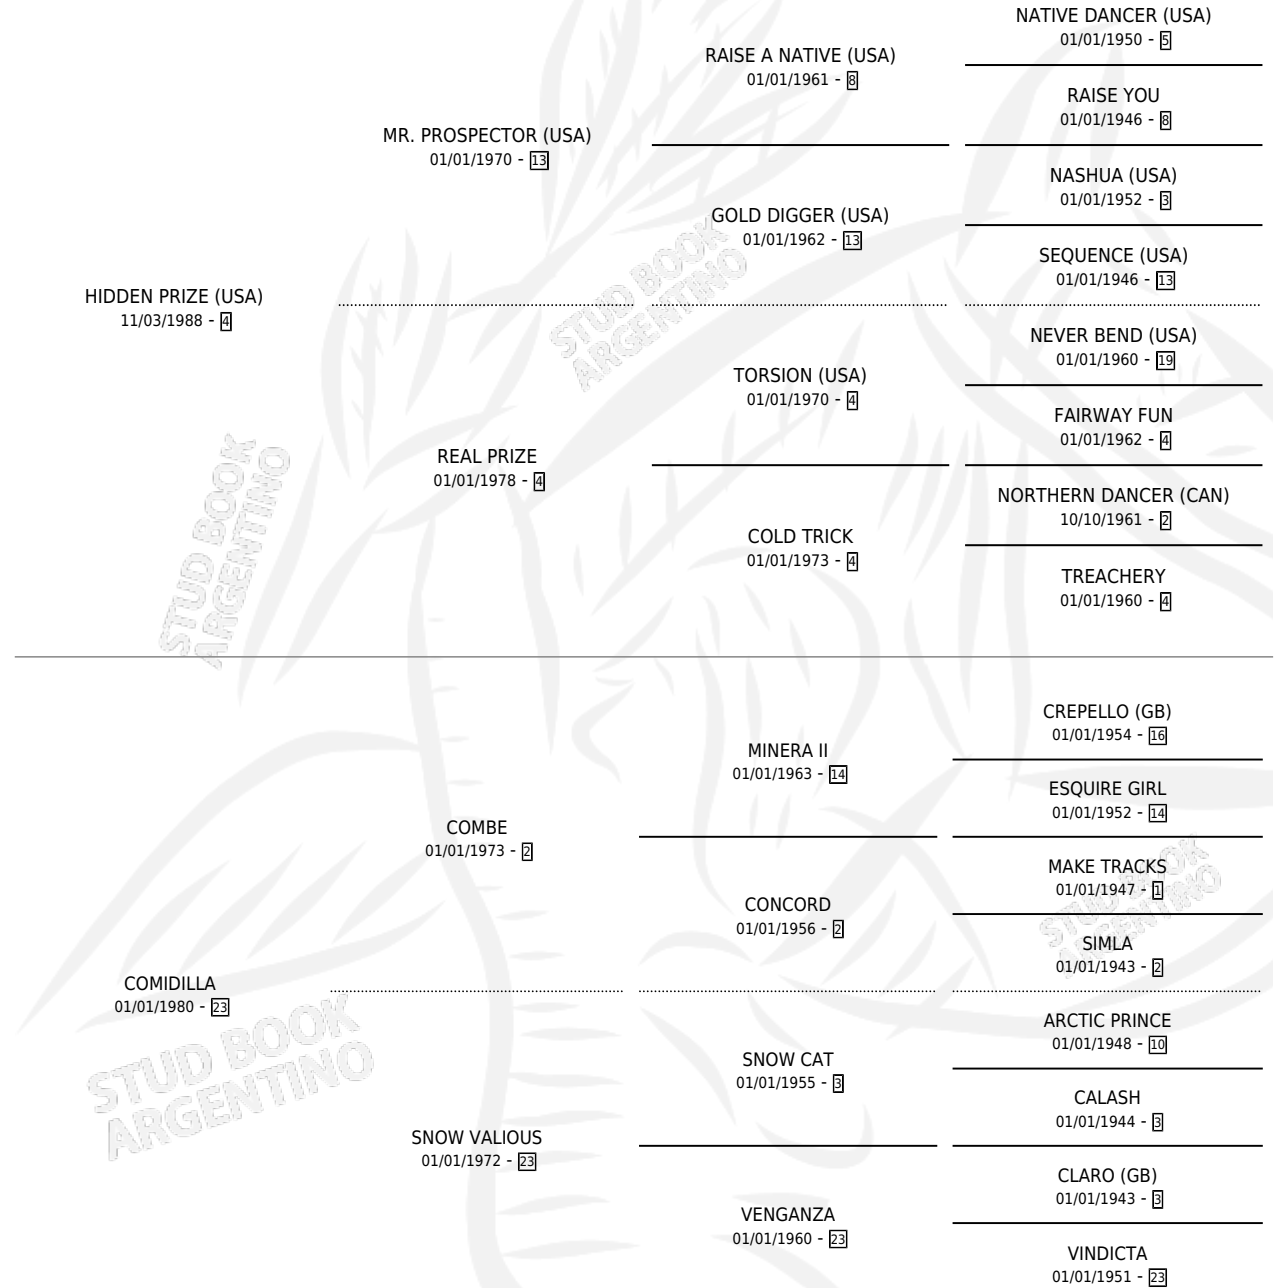 NATIVE DANCER (USA)
01/01/1950 - 5
RAISE A NATIVE (USA)
01/01/1961 - 8
RAISE YOU
01/01/1946 - 8
MR. PROSPECTOR (USA)
01/01/1970 - 13
NASHUA (USA)
01/01/1952 - 3
GOLD DIGGER (USA)
01/01/1962 - 13
SEQUENCE (USA)
01/01/1946 - 13
HIDDEN PRIZE (USA)
11/03/1988 - 4
STUD BOOK
ARGENTINO
NEVER BEND (USA)
01/01/1960 - 19
TORSION (USA)
01/01/1970 - 4
FAIRWAY FUN
01/01/1962 - 4
REAL PRIZE
01/01/1978 - 4
NORTHERN DANCER (CAN)
10/10/1961 - 2
COLD TRICK
01/01/1973 - 4
TREACHERY
01/01/1960 - 4
STUD BOOK
ARGENTINO
CREPELLO (GB)
01/01/1954 - 16
MINERA II
01/01/1963 - 14
ESQUIRE GIRL
01/01/1952 - 14
COMBE
01/01/1973 - 2
MAKE TRACKS
01/01/1947 - 1
CONCORD
01/01/1956 - 2
SIMLA
01/01/1943 - 2
STUD BOOK
ARGENTINO
COMIDILLA
01/01/1980 - 23
ARCTIC PRINCE
01/01/1948 - 10
SNOW CAT
01/01/1955 - 3
CALASH
01/01/1944 - 3
STUD BOOK
ARGENTINO
SNOW VALIOUS
01/01/1972 - 23
CLARO (GB)
01/01/1943 - 3
VENGANZA
01/01/1960 - 23
VINDICTA
01/01/1951 - 23